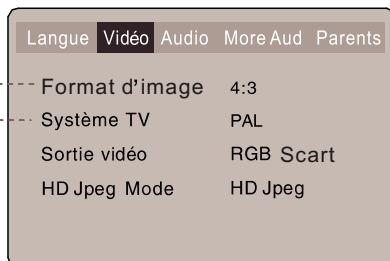 Langue Vidéo Audio More Aud Parents
Format d'image 4:3
Système TV PAL
Sortie vidéo RGB Scart
HD Jpeg Mode HD Jpeg